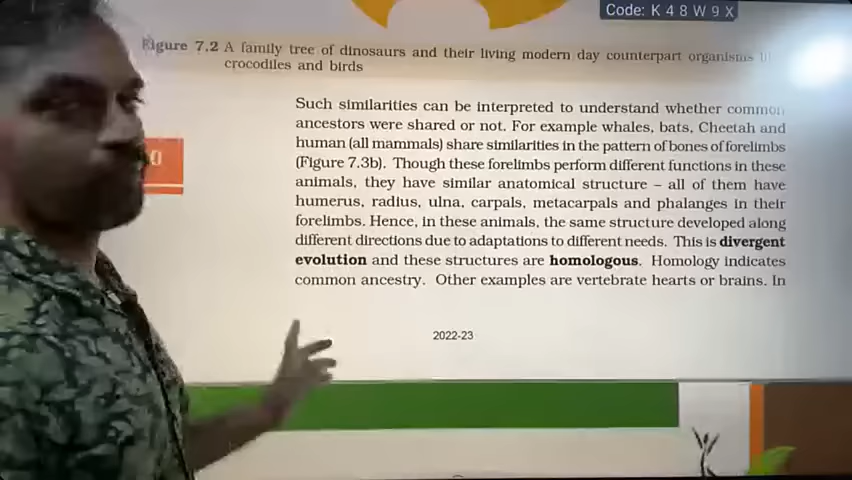 Code: K 4 8 W 9 X
Figure 7.2 A family tree of dinosaurs and their living modern day counterpart organisms
crocodiles and birds
Such similarities can be interpreted to understand whether common
ancestors were shared or not. For example whales, bats, Cheetah and
human (all mammals) share similarities in the pattern of bones of forelimbs
(Figure 7.3b). Though these forelimbs perform different functions in these
animals, they have similar anatomical structure – all of them have
humerus, radius, ulna, carpals, metacarpals and phalanges in their
forelimbs. Hence, in these animals, the same structure developed along
different directions due to adaptations to different needs. This is divergent
evolution and these structures are homologous. Homology indicates
common ancestry. Other examples are vertebrate hearts or brains. In
2022-23